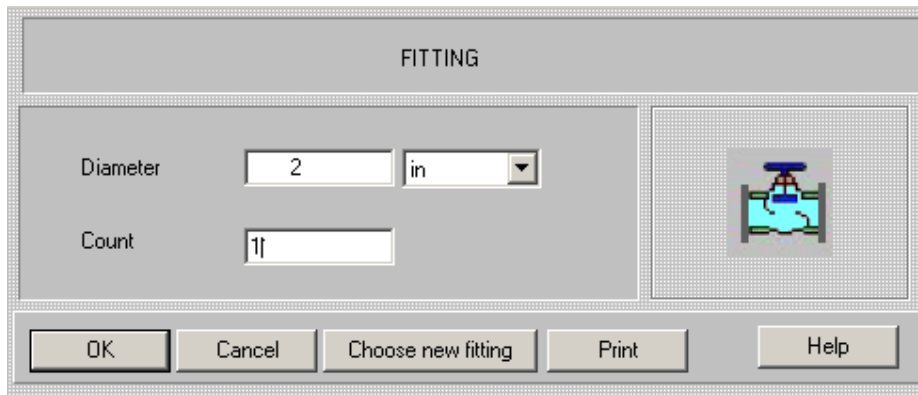 FITTING
Diameter 2 in
Count 1
OK Cancel Choose new fitting Print Help